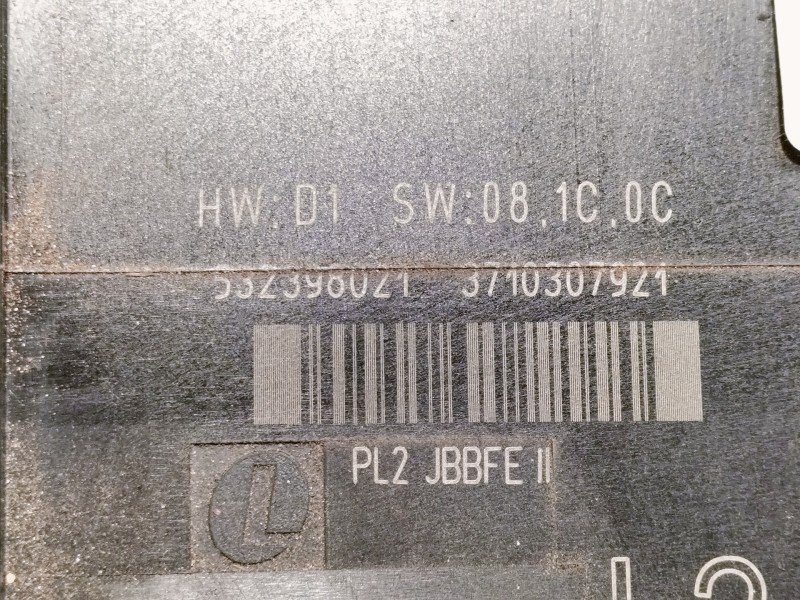 HW:D1 SW:08.1C.0C
532398021 3710307921
PL2 JBBFE II
L